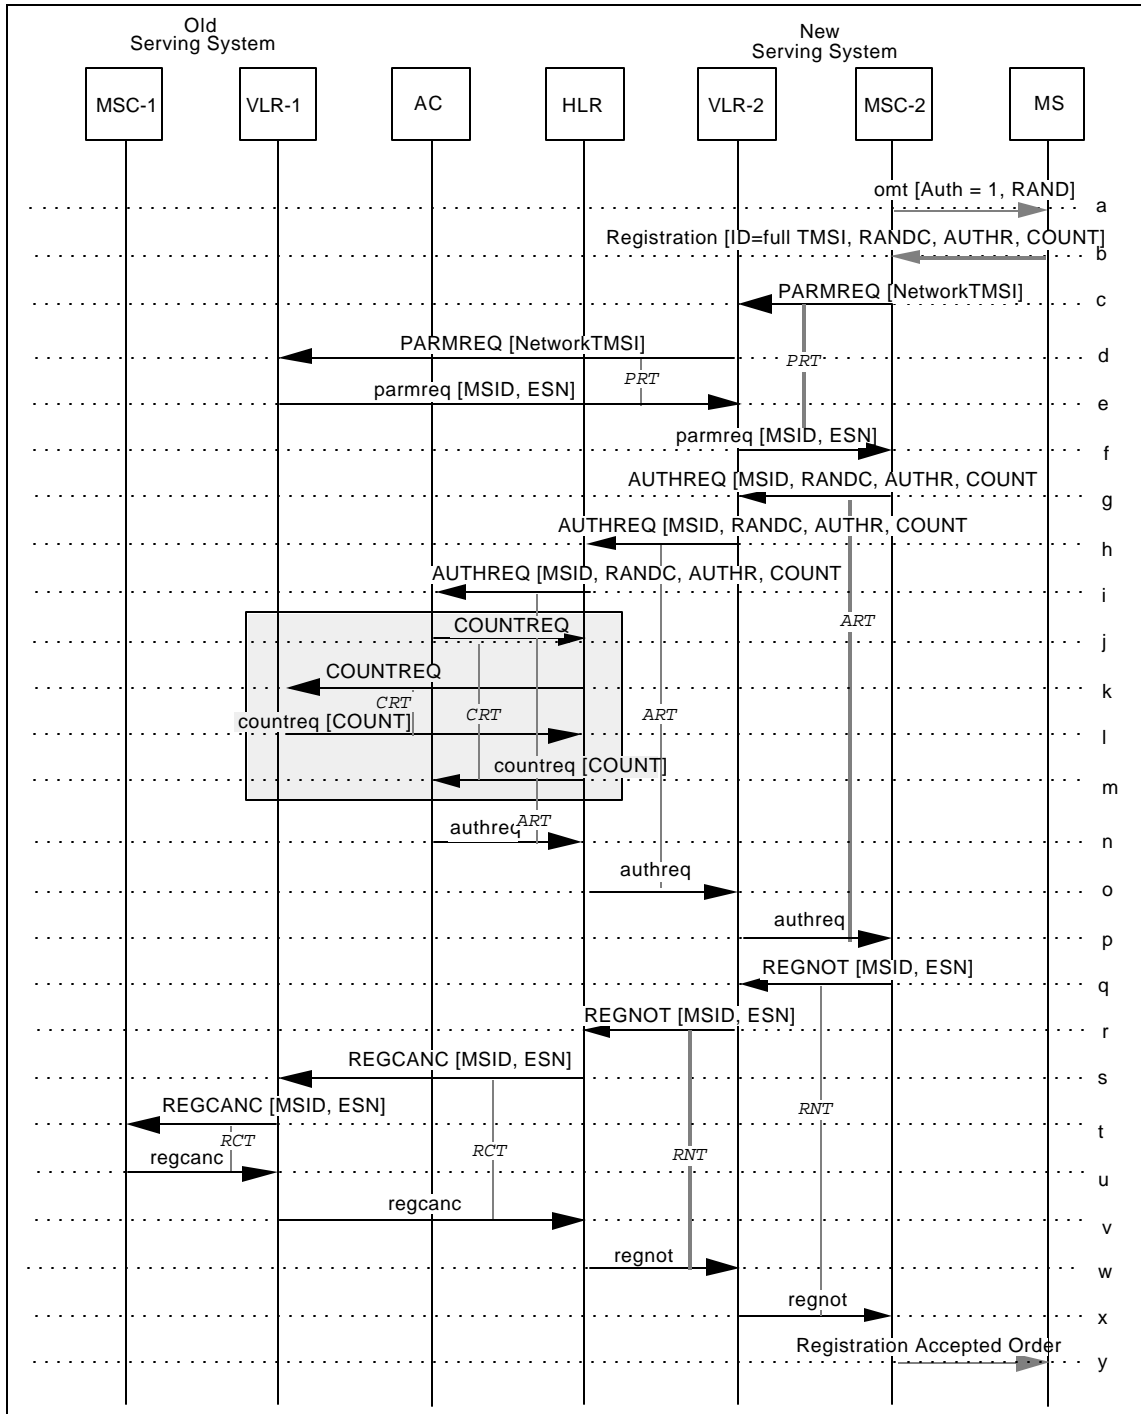 Old
Serving System
New
Serving System
MSC-1 VLR-1 AC HLR VLR-2 MSC-2 MS
omt [Auth = 1, RAND]
a
Registration [ID=full TMSI, RANDC, AUTHR, COUNT]
b
PARMREQ [NetworkTMSI]
c
PARMREQ [NetworkTMSI]
d
PRT
PRT
parmreq [MSID, ESN]
e
parmreq [MSID, ESN]
f
AUTHREQ [MSID, RANDC, AUTHR, COUNT
g
AUTHREQ [MSID, RANDC, AUTHR, COUNT
h
AUTHREQ [MSID, RANDC, AUTHR, COUNT
i
ART
COUNTREQ
j
COUNTREQ
k
CRT
CRT
ART
countreq [COUNT]
l
countreq [COUNT]
m
ART
authreq
n
authreq
o
authreq
p
REGNOT [MSID, ESN]
q
REGNOT [MSID, ESN]
r
REGCANC [MSID, ESN]
s
REGCANC [MSID, ESN]
RNT
t
RCT
RCT
RNT
regcanc
u
regcanc
v
regnot
w
regnot
x
Registration Accepted Order
y